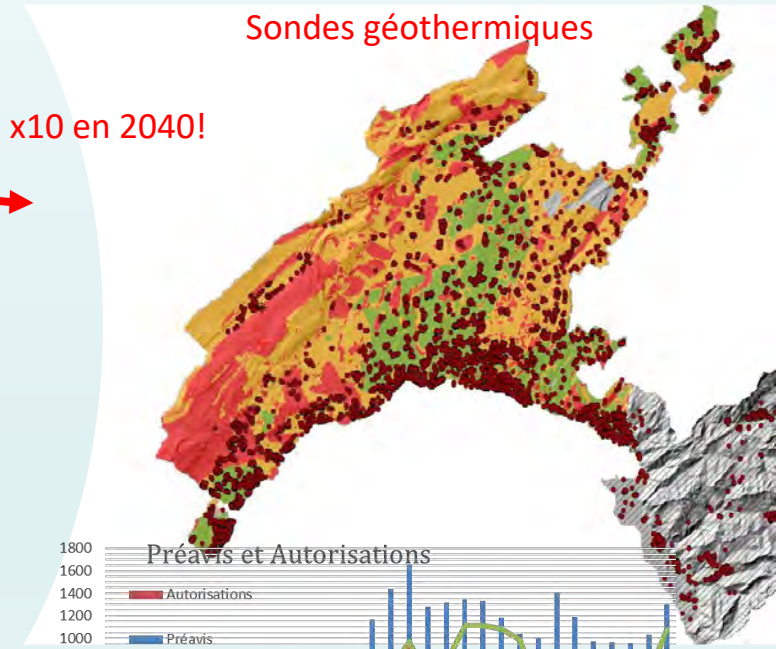 Sondes géothermiques
x10 en 2040!
Préavis et Autorisations
1800
1600
1400
1200
1000
Autorisations
Préavis